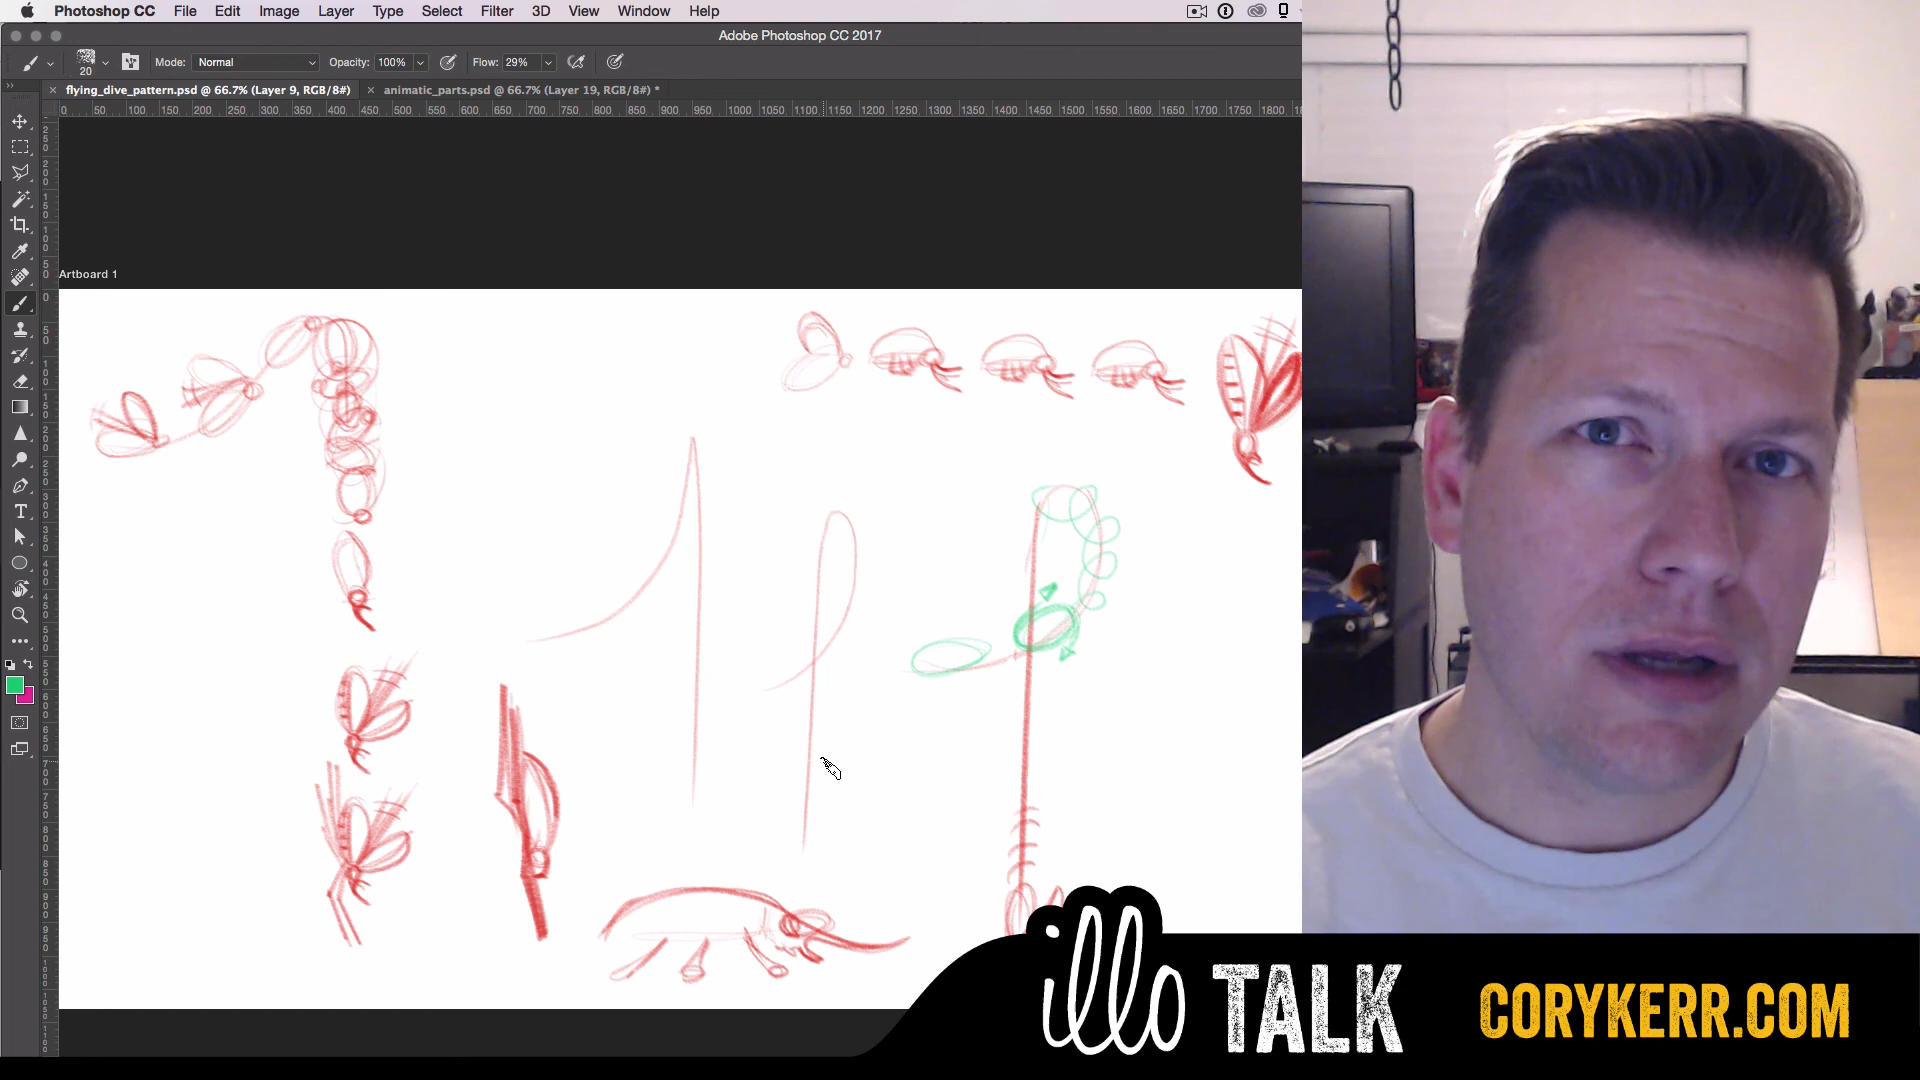 Photoshop CC File Edit Image Layer Type Select Filter 3D View Window Help
Adobe Photoshop CC 2017
20 Mode: Normal Opacity: 100% Flow: 29%
flying_dive_pattern.psd @ 66.7% (Layer 9, RGB/8#) animatic_parts.psd @ 66.7% (Layer 19, RGB/8#) *
0 50 100 150 200 250 300 350 400 450 500 550 600 650 700 750 800 850 900 950 1000 1050 1100 1150 1200 1250 1300 1350 1400 1450 1500 1550 1600 1650 1700 1750 1800
Artboard 1
illo TALK
CORYKERR.COM